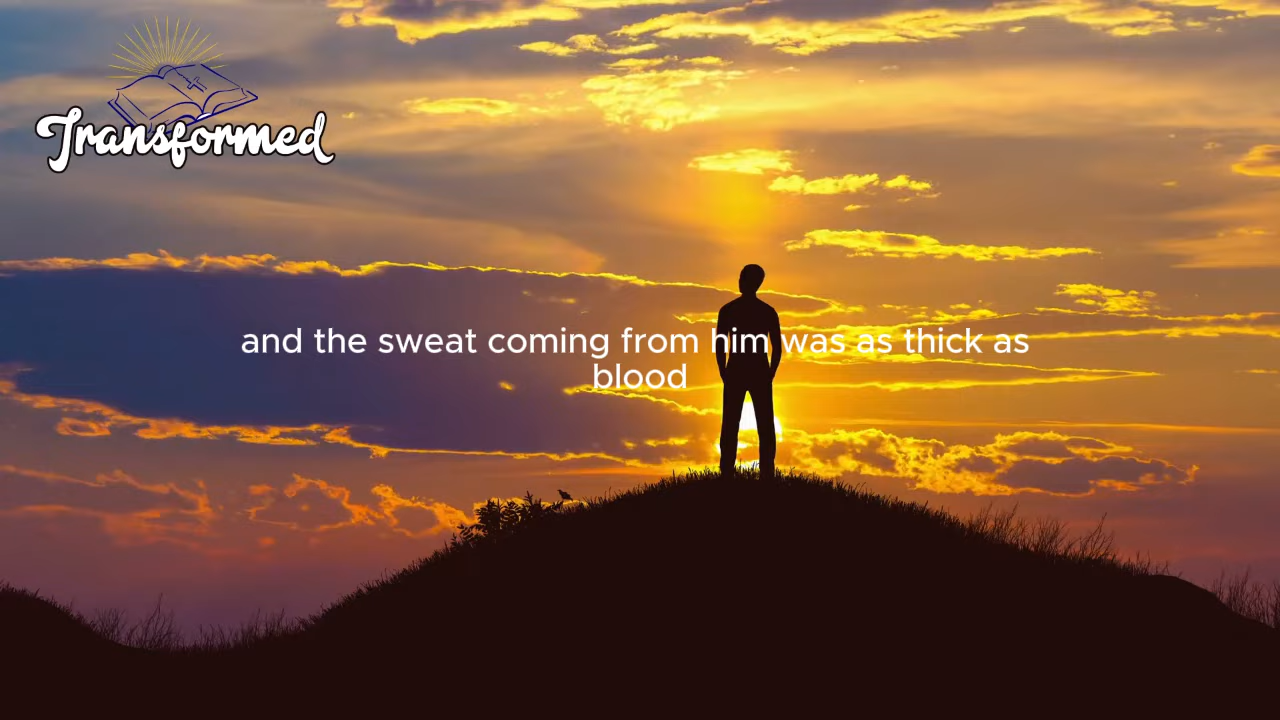 Transformed
and the sweat coming from him was as thick as
blood